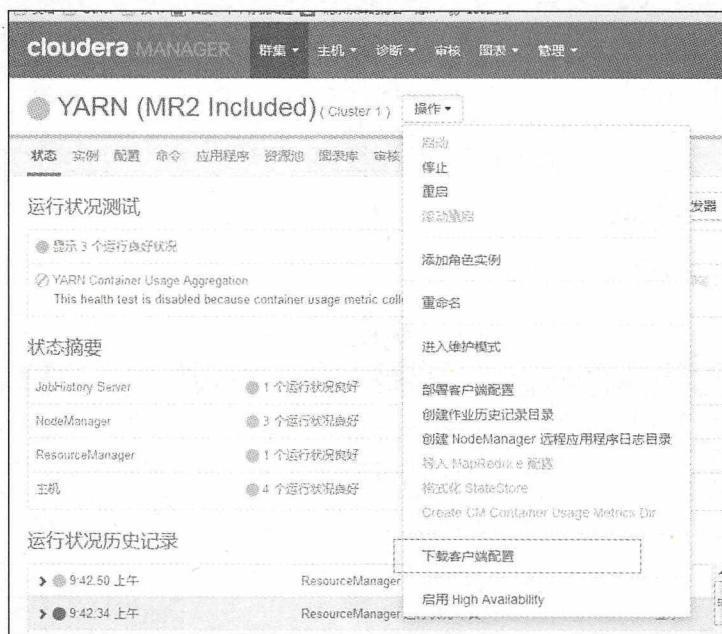 cloudera MANAGER 群集 主机 诊断 审核 图表 管理
YARN (MR2 Included) (Cluster 1) 操作
状态 实例 配置 命令 应用程序 资源池 图表库 审核
启动
停止
重启
滚动重启
运行状况测试
发器
显示 3 个运行良好状况
添加角色实例
YARN Container Usage Aggregation
This health test is disabled because container usage metric coll
重命名
状态摘要
进入维护模式
JobHistory Server 1 个运行状况良好
部署客户端配置
NodeManager 3 个运行状况良好
创建作业历史记录目录
创建 NodeManager 远程应用程序日志目录
ResourceManager 1 个运行状况良好
导入 MapReduce 配置
主机 4 个运行状况良好
格式化 StateStore
Create CM Container Usage Metrics Dir
运行状况历史记录
下载客户端配置
9:42.50 上午 ResourceManager
启用 High Availability
9:42.34 上午 ResourceManager